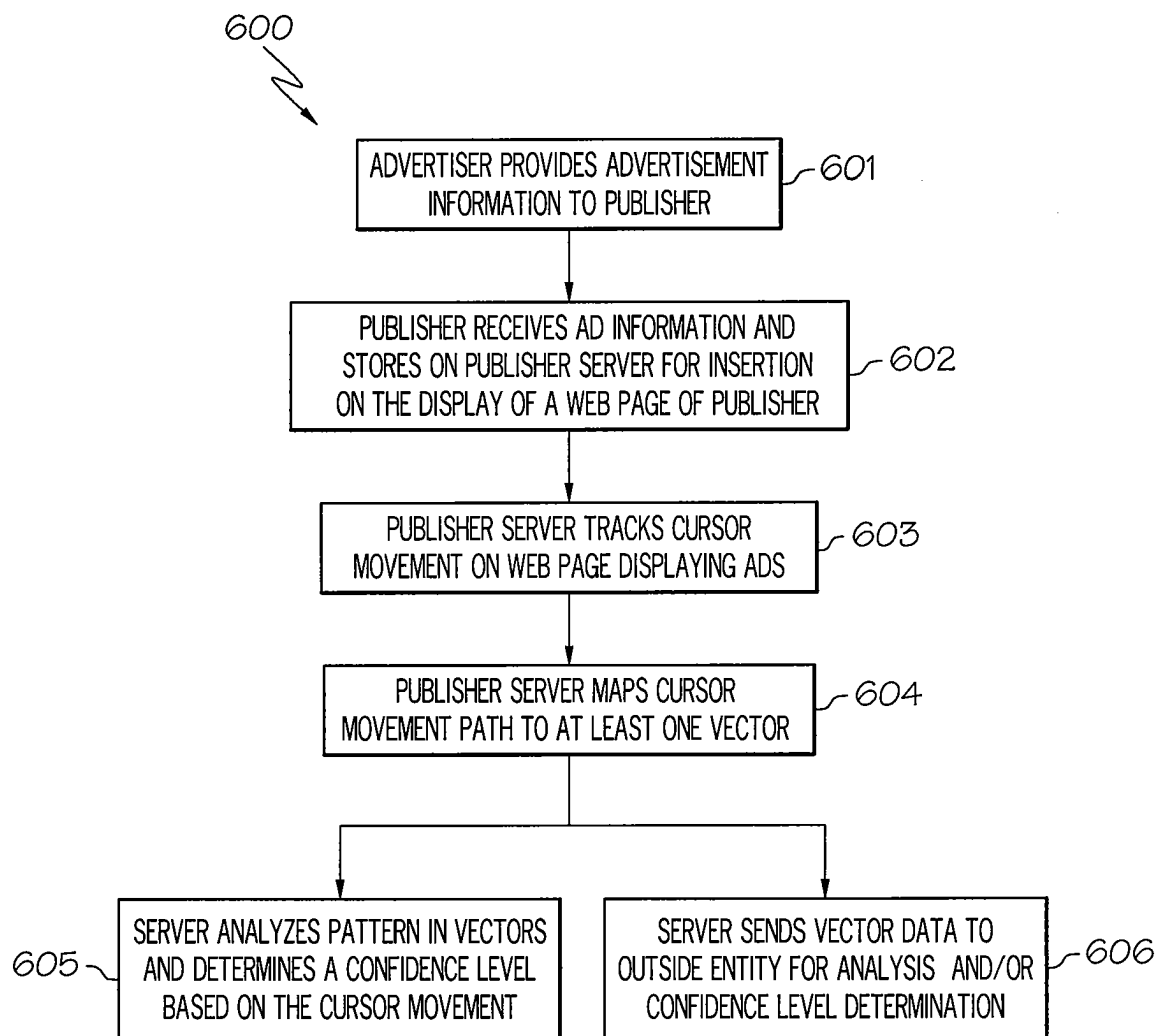 600
ADVERTISER PROVIDES ADVERTISEMENT
INFORMATION TO PUBLISHER
601
PUBLISHER RECEIVES AD INFORMATION AND
STORES ON PUBLISHER SERVER FOR INSERTION
ON THE DISPLAY OF A WEB PAGE OF PUBLISHER
602
PUBLISHER SERVER TRACKS CURSOR
MOVEMENT ON WEB PAGE DISPLAYING ADS
603
PUBLISHER SERVER MAPS CURSOR
MOVEMENT PATH TO AT LEAST ONE VECTOR
604
605
SERVER ANALYZES PATTERN IN VECTORS
AND DETERMINES A CONFIDENCE LEVEL
BASED ON THE CURSOR MOVEMENT
SERVER SENDS VECTOR DATA TO
OUTSIDE ENTITY FOR ANALYSIS AND/OR
CONFIDENCE LEVEL DETERMINATION
606